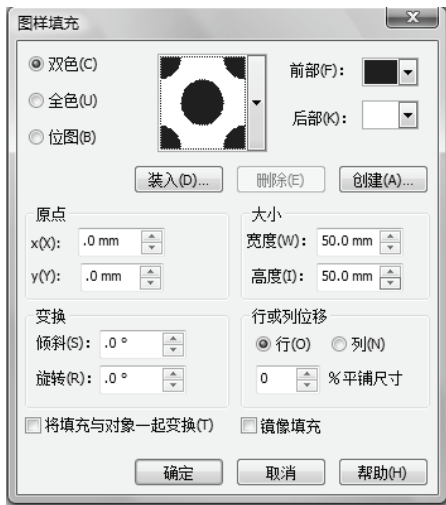 图样填充
双色(C)
全色(U)
位图(B)
前部(F):
后部(K):
装入(D)... 删除(E) 创建(A)...
原点
x(X): .0 mm
y(Y): .0 mm
大小
宽度(W): 50.0 mm
高度(I): 50.0 mm
变换
倾斜(S): .0 °
旋转(R): .0 °
行或列位移
行(O) 列(N)
0 %平铺尺寸
将填充与对象一起变换(T) 镜像填充
确定 取消 帮助(H)